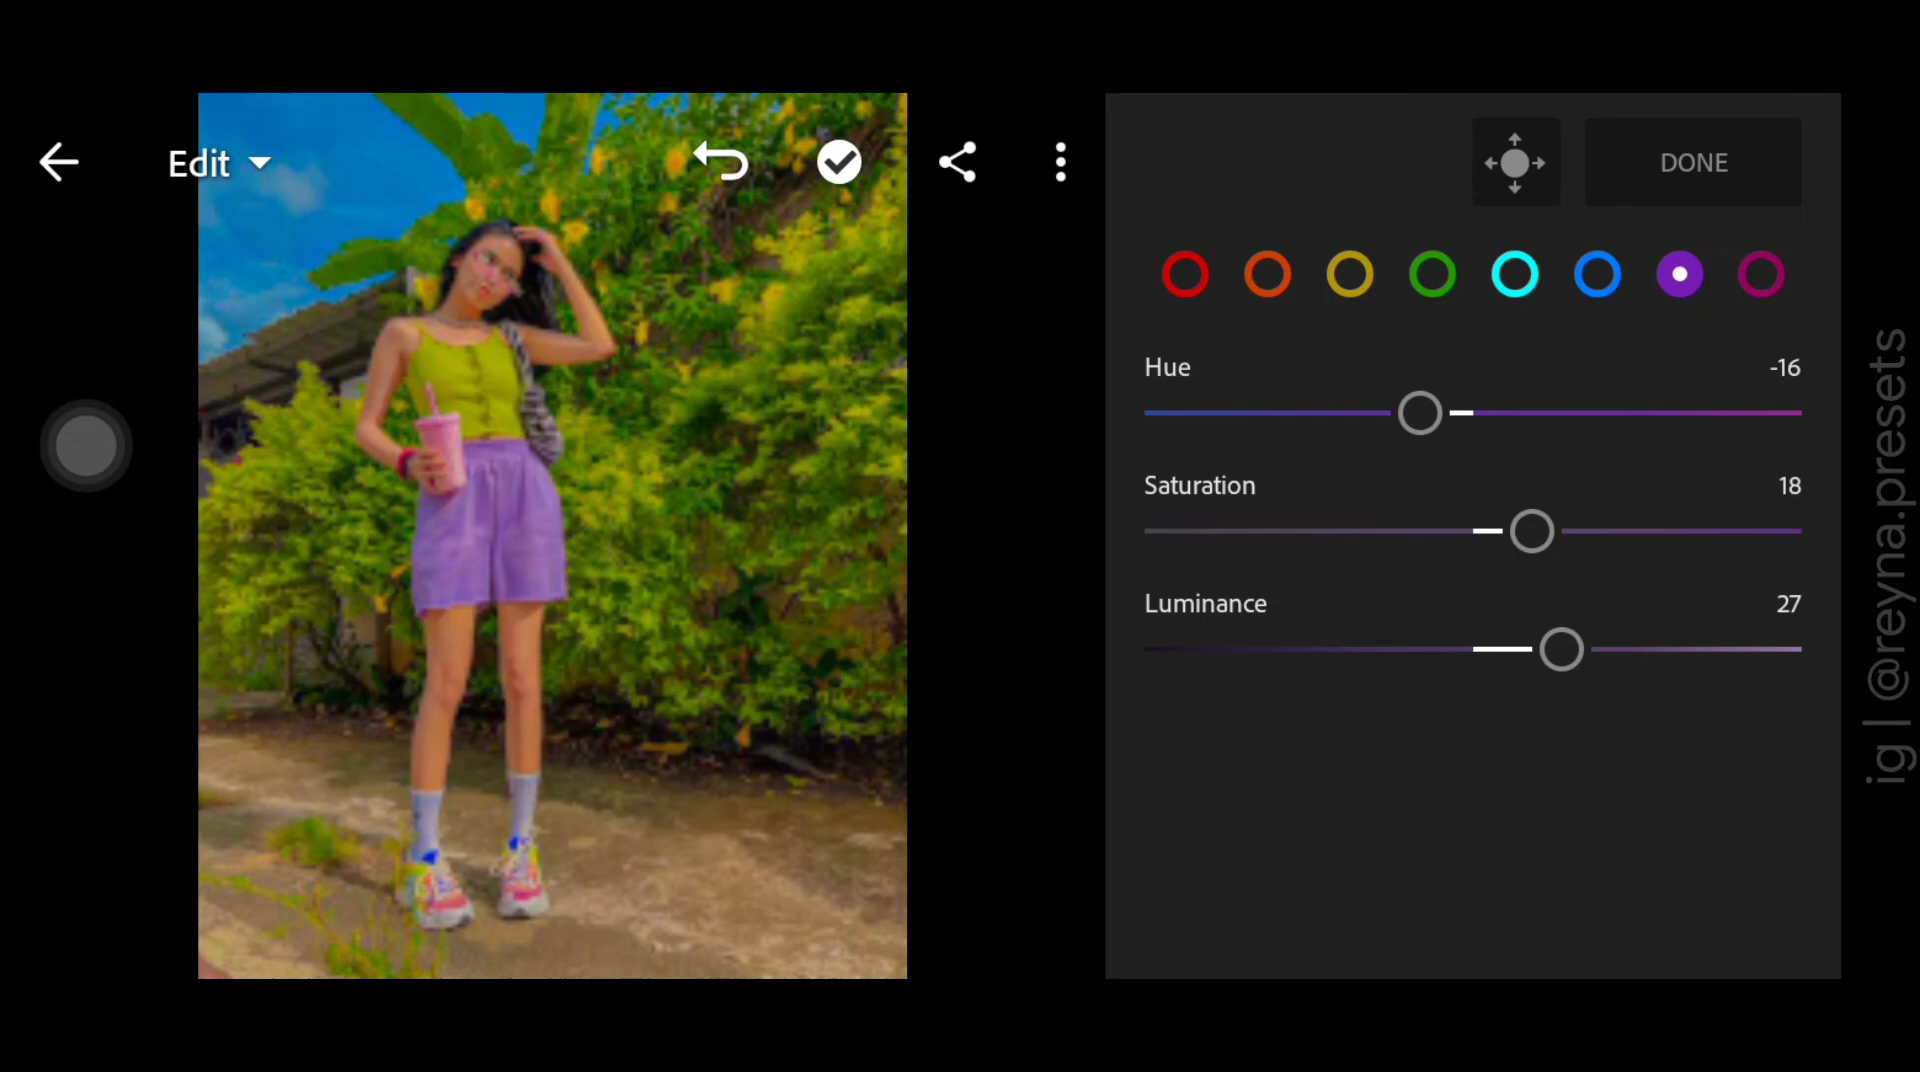 Edit
DONE
Hue -16
Saturation 18
Luminance 27
ig | @reyna.presets